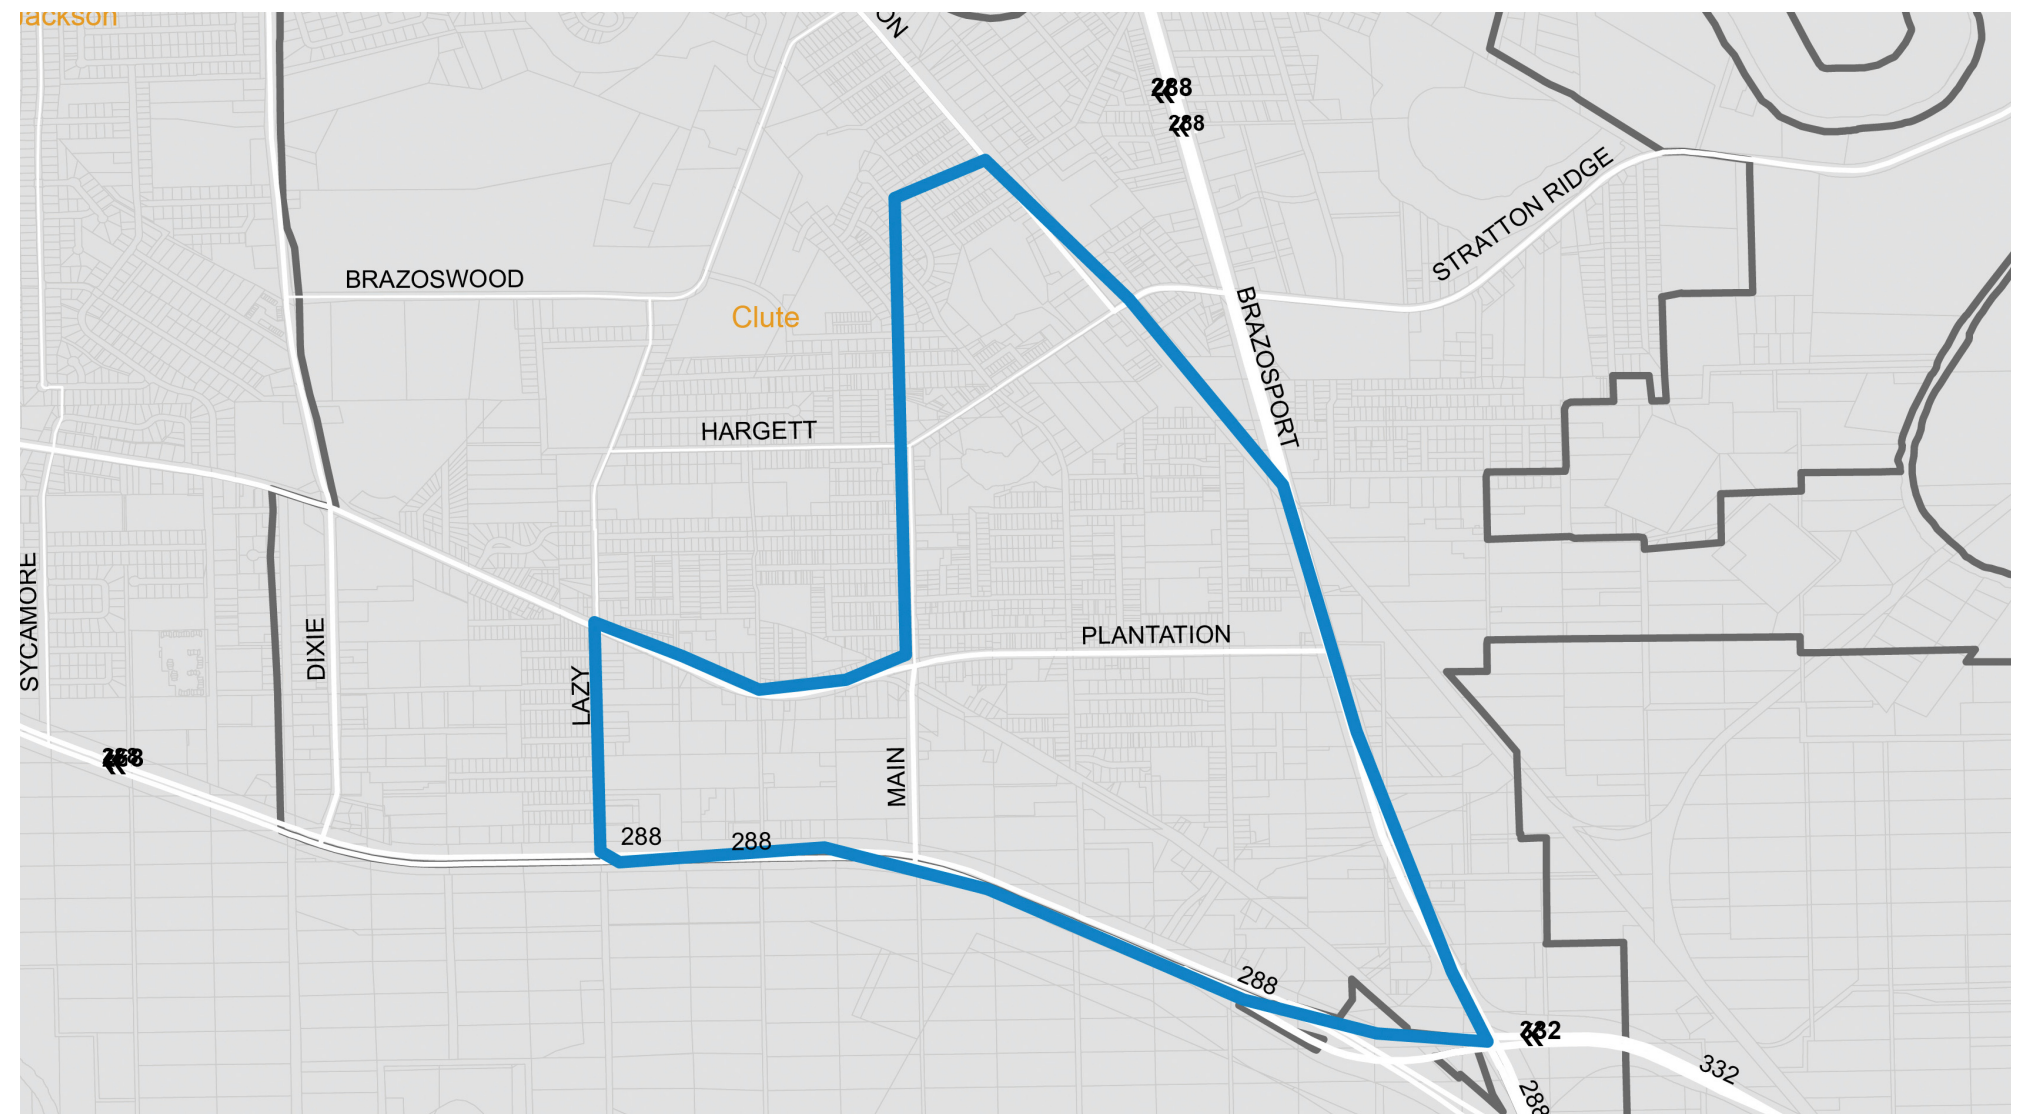 Jackson
ON
288
288
STRATTON RIDGE
BRAZOSWOOD
Clute
BRAZOSPORT
HARGETT
SYCAMORE
DIXIE
PLANTATION
LAZY
MAIN
288
288
288
332
288